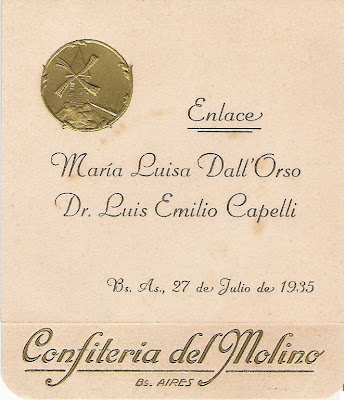 Enlace
María Luisa Dall'Orso
Dr. Luis Emilio Capelli
Bs. As., 27 de Julio de 1935
Confiteria del Molino
BS. AIRES